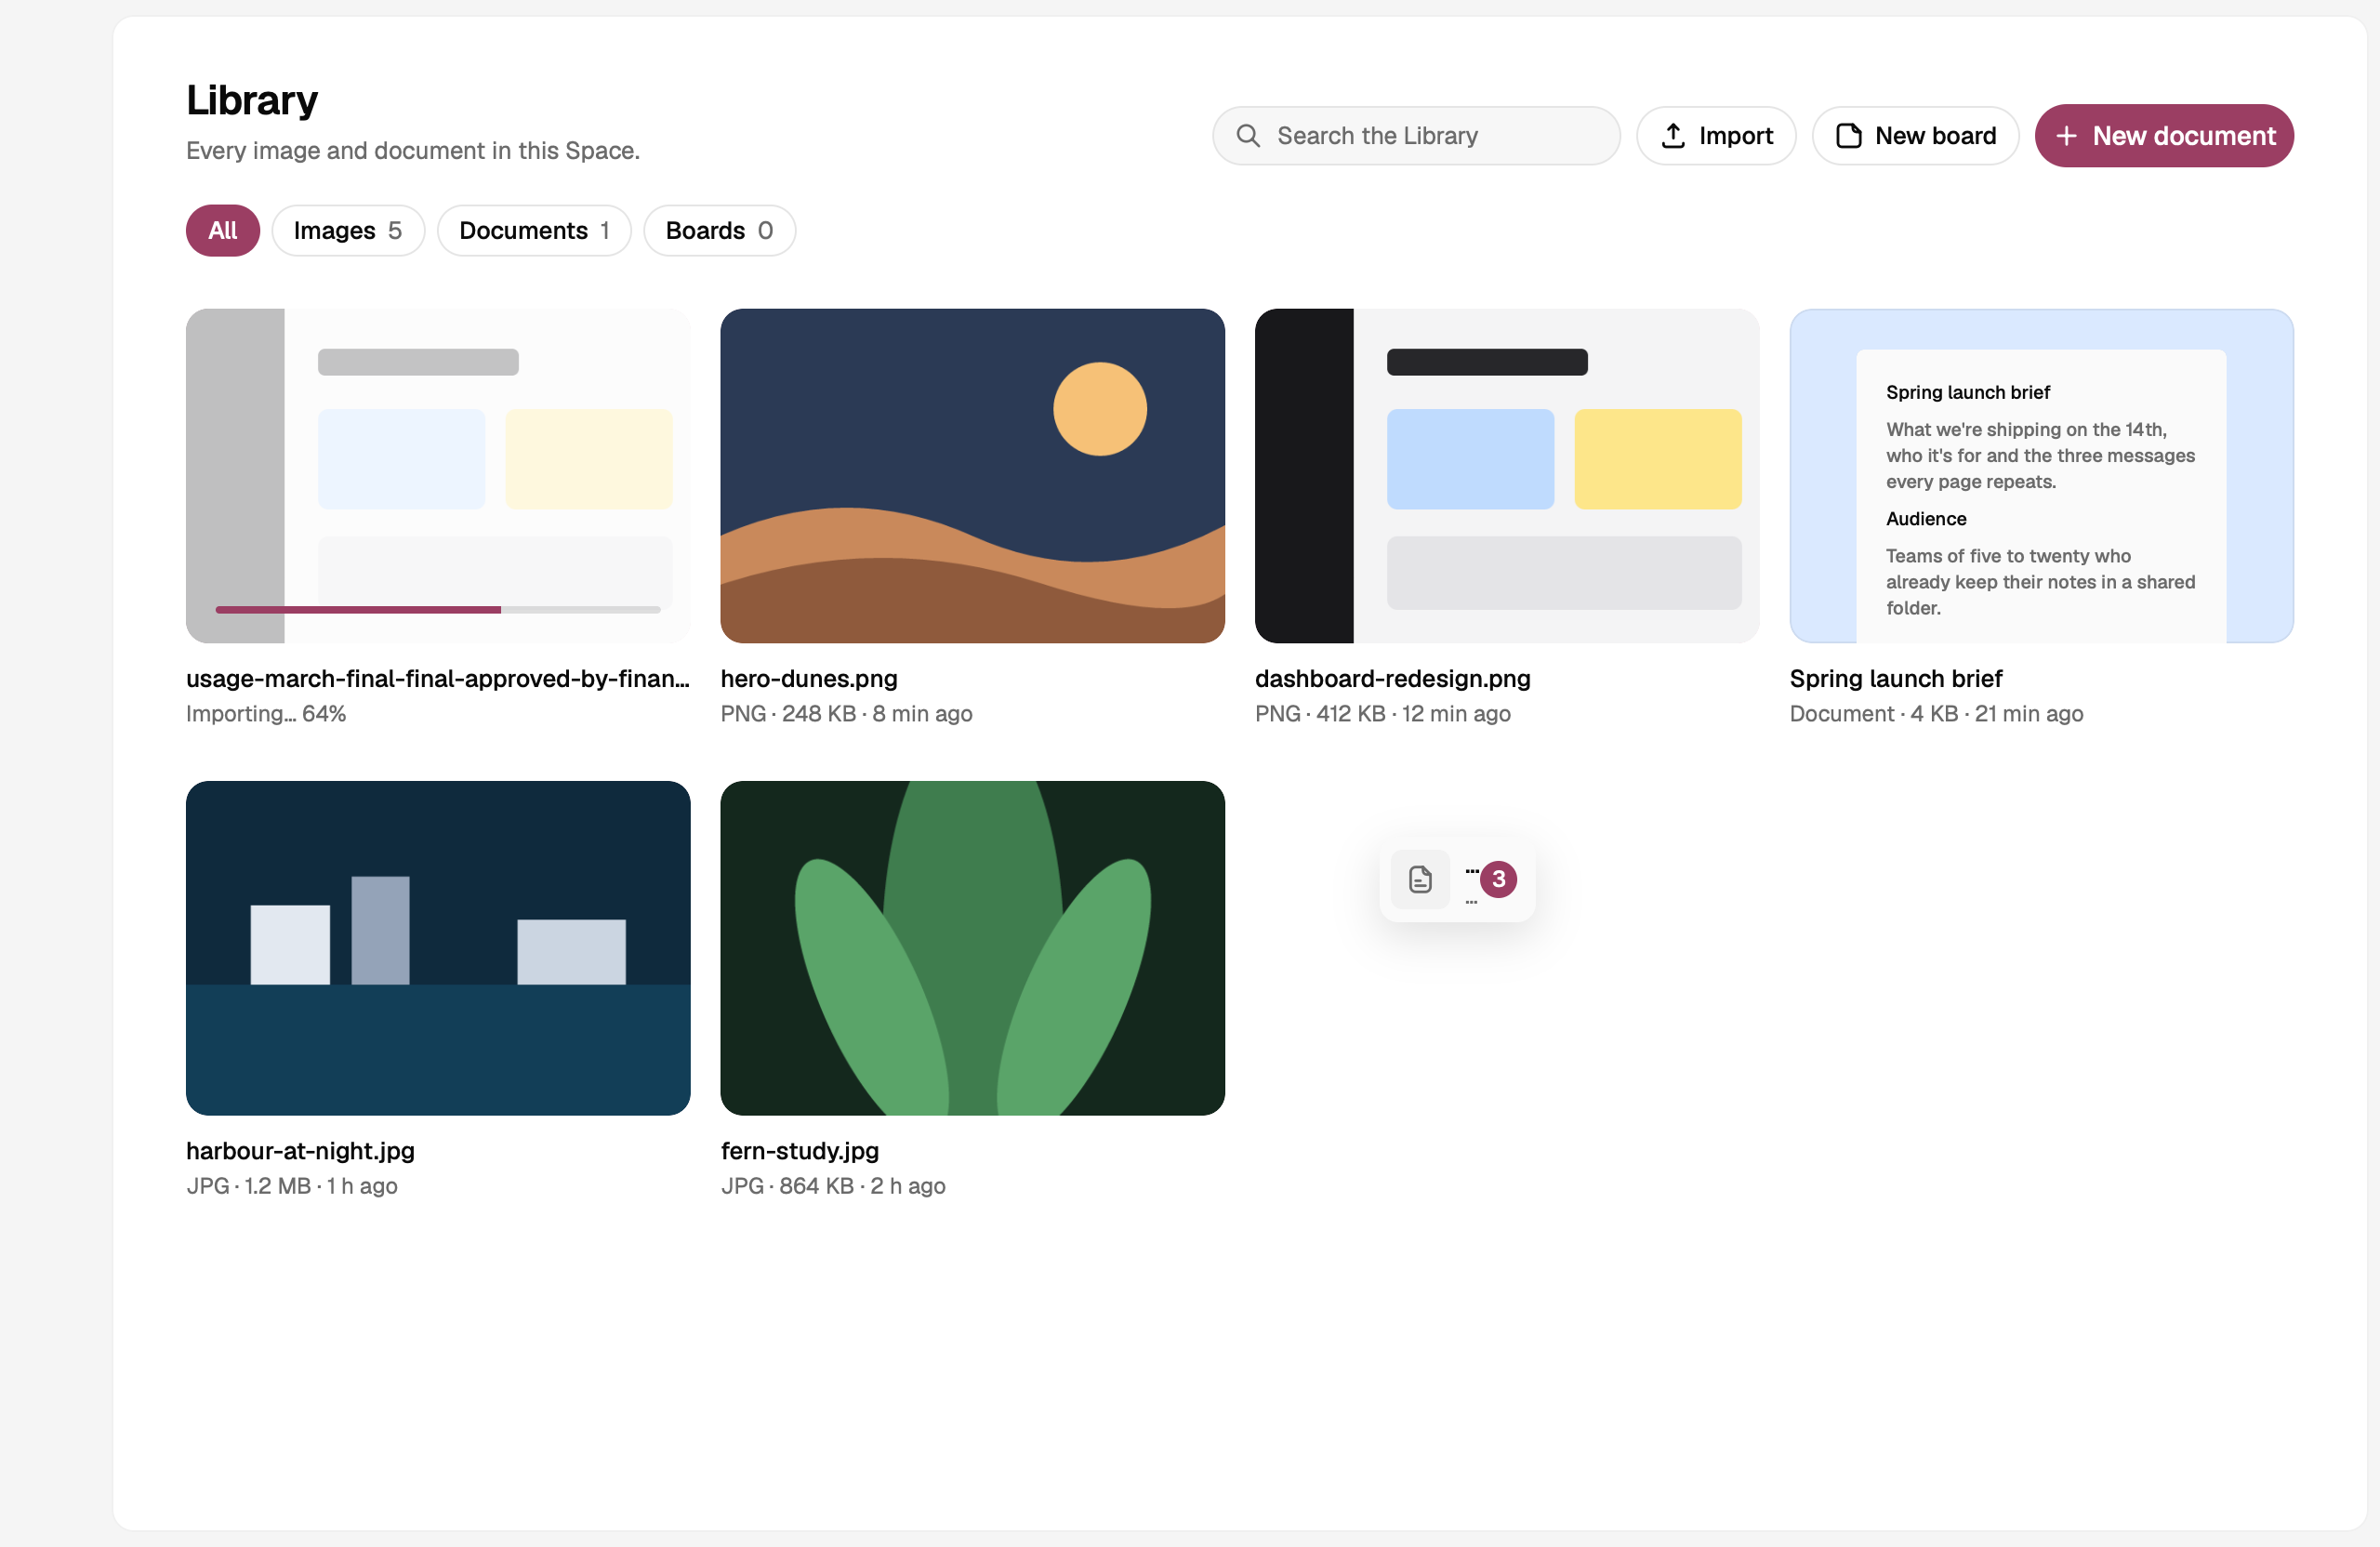 Library
Every image and document in this Space.
Search the Library
Import
New board
New document
All
Images 5
Documents 1
Boards 0
Spring launch brief
What we're shipping on the 14th,
who it's for and the three messages
every page repeats.
Audience
Teams of five to twenty who
already keep their notes in a shared
folder.
usage-march-final-final-approved-by-finan...
Importing... 64%
hero-dunes.png
PNG · 248 KB · 8 min ago
dashboard-redesign.png
PNG · 412 KB · 12 min ago
Spring launch brief
Document · 4 KB · 21 min ago
...
3
...
harbour-at-night.jpg
JPG · 1.2 MB · 1 h ago
fern-study.jpg
JPG · 864 KB · 2 h ago